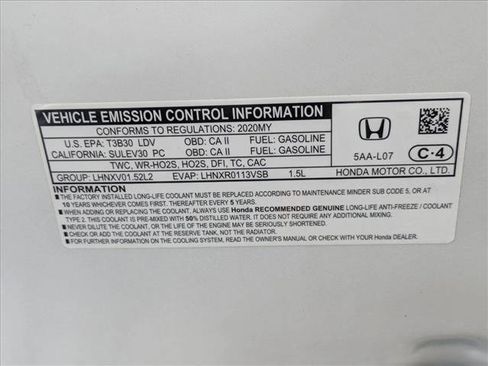 VEHICLE EMISSION CONTROL INFORMATION
CONFORMS TO REGULATIONS: 2020MY
U.S. EPA: T3B30 LDV OBD: CA II FUEL: GASOLINE
CALIFORNIA: SULEV30 PC OBD: CA II FUEL: GASOLINE
TWC, WR-HO2S, HO2S, DFI, TC, CAC
GROUP: LHNXV01.52L2 EVAP: LHNXR0113VSB 1.5L
HONDA
5AA-L07 C-4
HONDA MOTOR CO., LTD.
INFORMATION
■ THE FACTORY INSTALLED LONG-LIFE COOLANT MUST BE REPLACED ACCORDING TO MAINTENANCE MINDER SUB CODE 5, OR AT
10 YEARS WHICHEVER COMES FIRST. THEREAFTER EVERY 5 YEARS.
■ WHEN ADDING OR REPLACING THE COOLANT, ALWAYS USE Honda RECOMMENDED GENUINE LONG-LIFE ANTI-FREEZE / COOLANT
TYPE 2. THIS COOLANT IS PRE-MIXED WITH 50% DISTILLED WATER. IT DOES NOT REQUIRE ANY ADDITIONAL MIXING.
■ NEVER DILUTE THE COOLANT, OR THE LIFE OF THE ENGINE MAY BE SERIOUSLY SHORTENED.
■ CHECK OR ADD THE COOLANT AT THE RESERVE TANK, NOT THE RADIATOR.
■ FOR FURTHER INFORMATION ON THE COOLING SYSTEM, READ THE OWNER'S MANUAL OR CONSULT YOUR Honda DEALER.